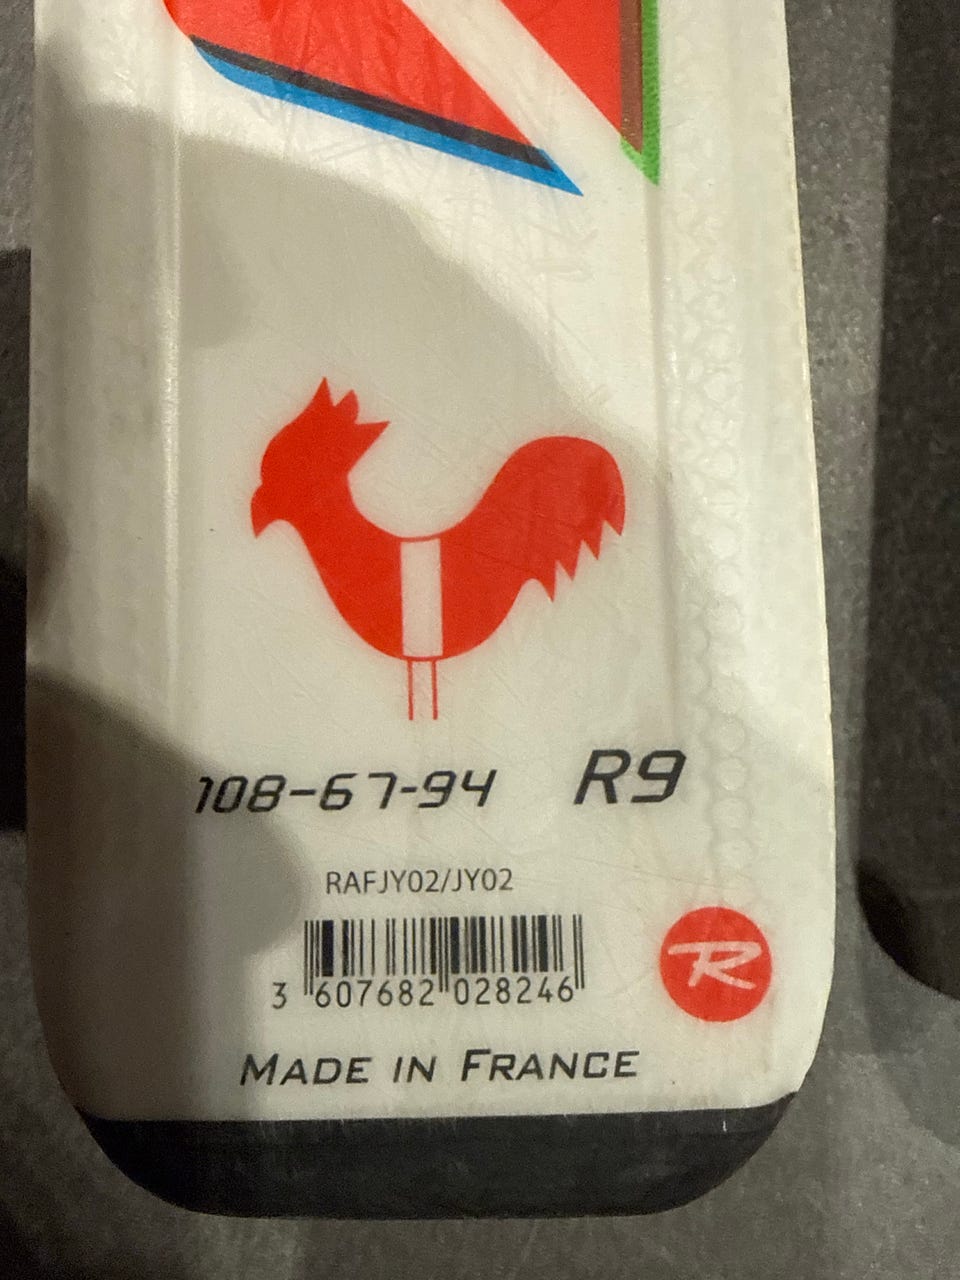 108-67-94 R9
RAFJY02/JY02
3 607682 028246
R
MADE IN FRANCE